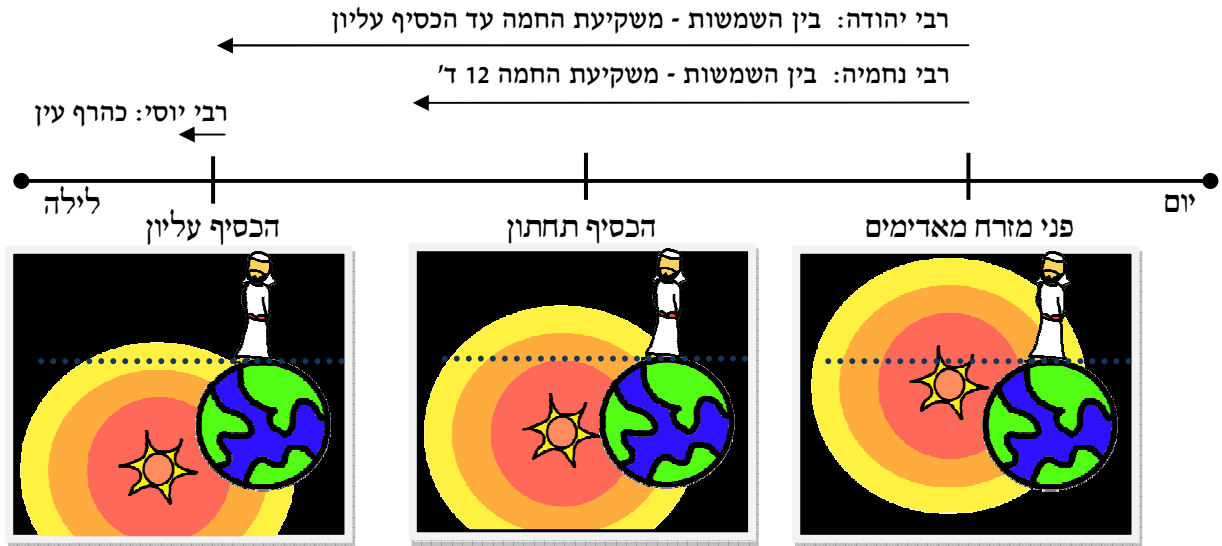 רבי יהודה: בין השמשות - משקיעת החמה עד הכסיף עליון
רבי נחמיה: בין השמשות - משקיעת החמה 12 ד'
רבי יוסי: כהרף עין
יום
לילה
פני מזרח מאדימים
הכסיף תחתון
הכסיף עליון